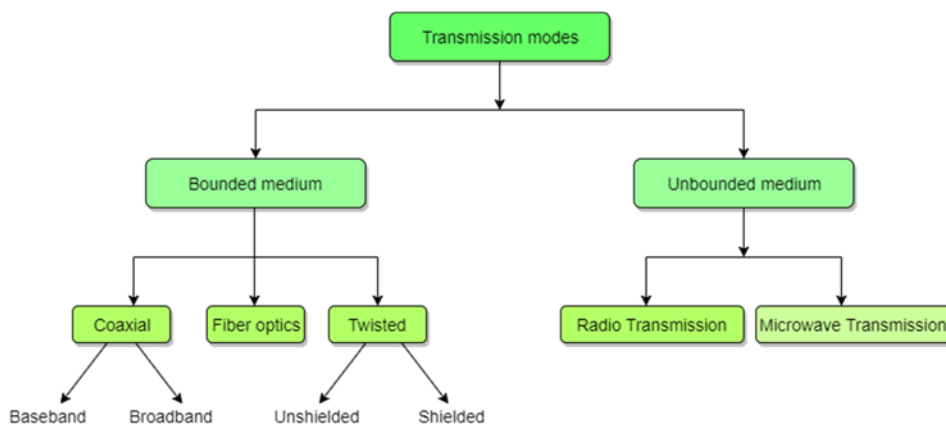 Transmission modes
Bounded medium
Unbounded medium
Coaxial
Fiber optics
Twisted
Radio Transmission
Microwave Transmission
Baseband
Broadband
Unshielded
Shielded